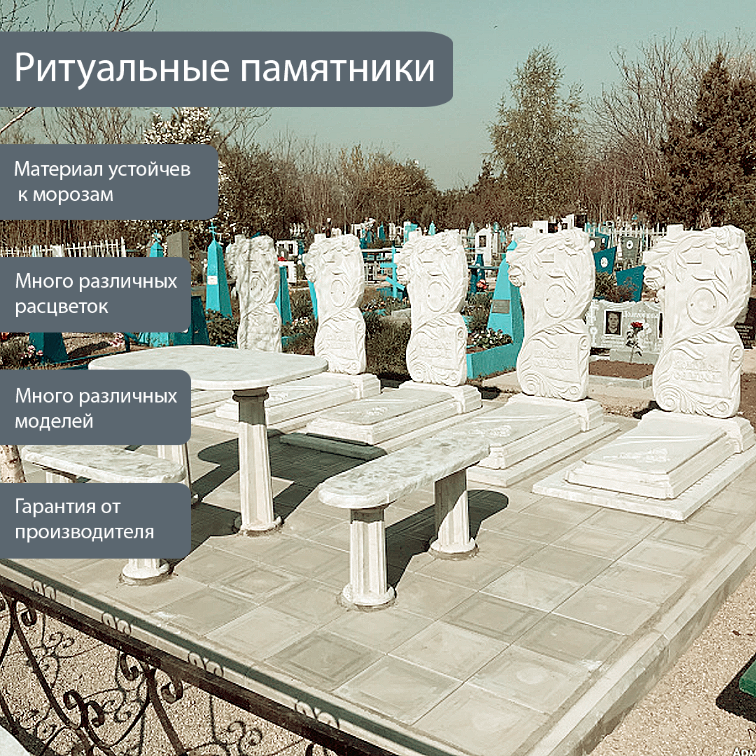 Ритуальные памятники
Материал устойчев
к морозам
Много различных
расцветок
Много различных
моделей
Гарантия от
производителя